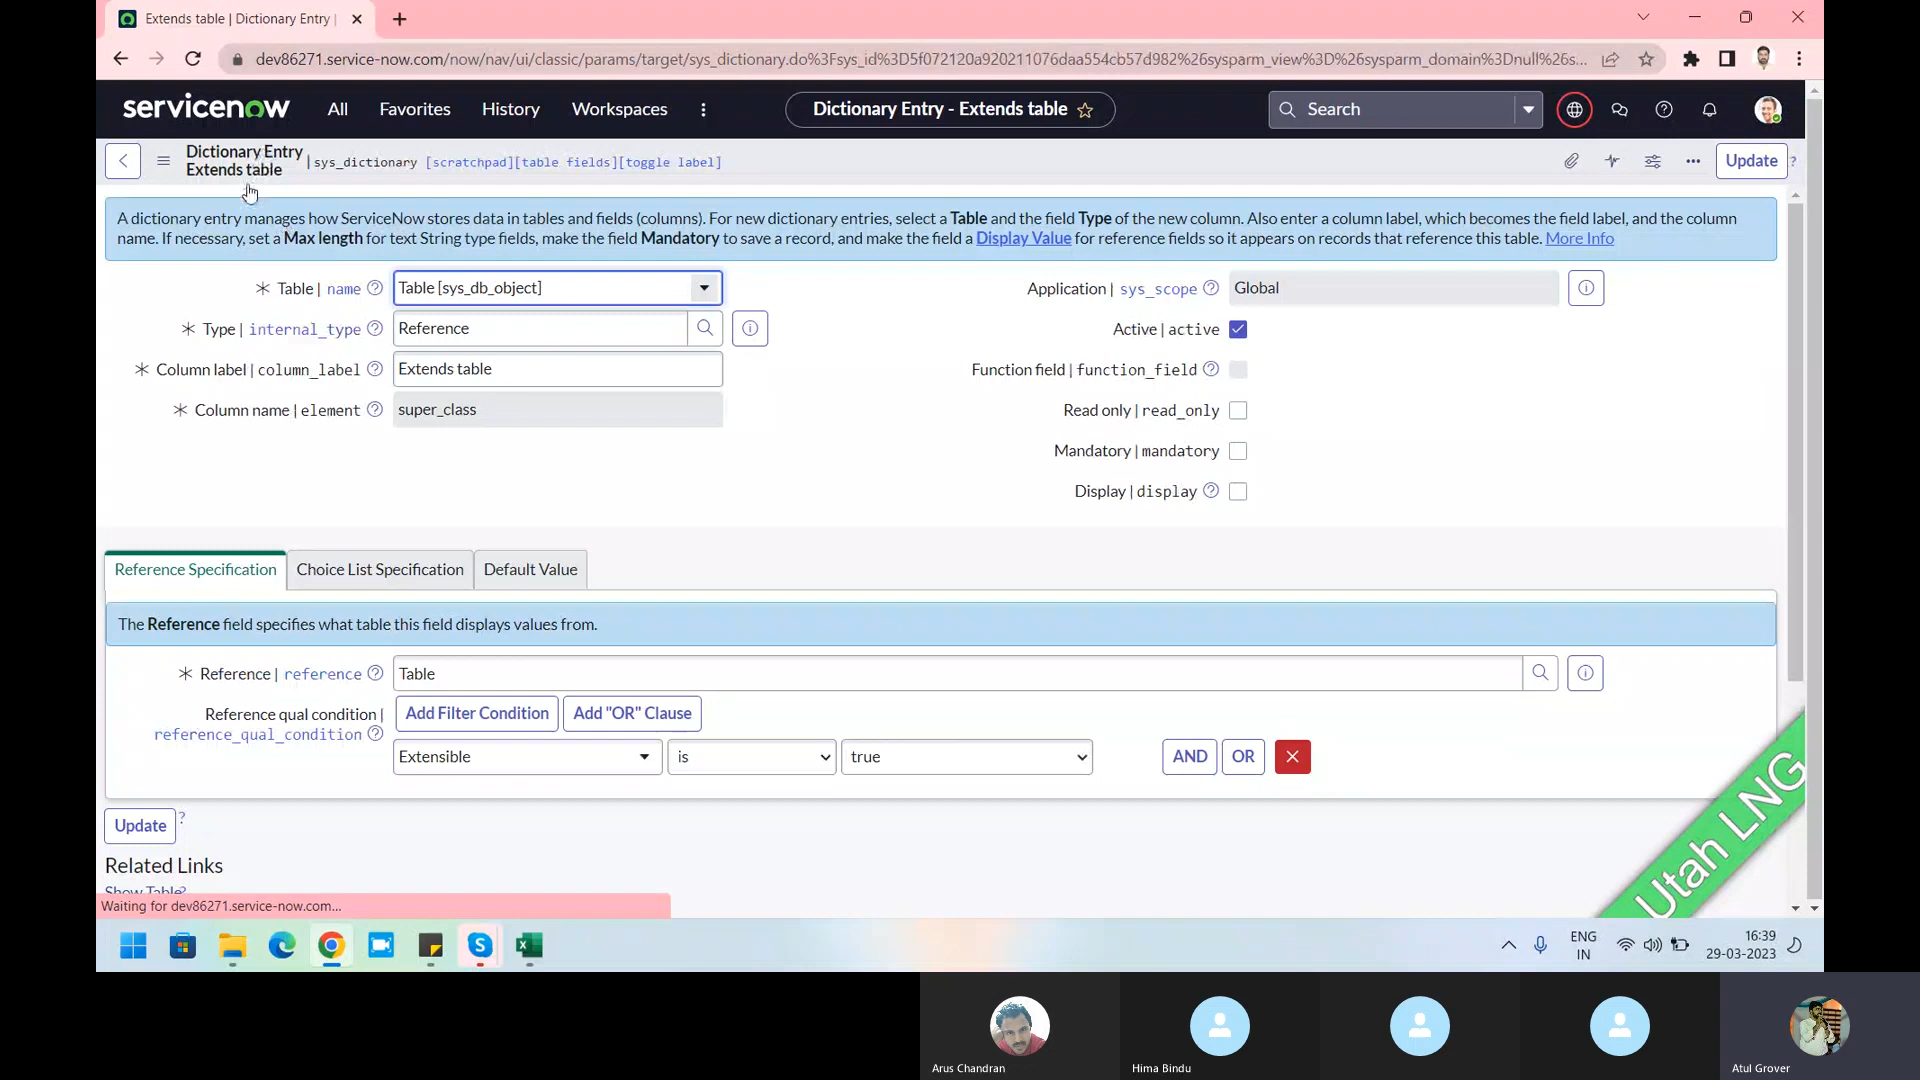 Extends table | Dictionary Entry |
dev86271.service-now.com/now/nav/ui/classic/params/target/sys_dictionary.do%3Fsys_id%3D5f072120a920211076daa554cb57d982%26sysparm_view%3D%26sysparm_domain%3Dnull%26s...
servicenow All Favorites History Workspaces Dictionary Entry - Extends table Search
Dictionary Entry
Extends table | sys_dictionary [scratchpad][table fields][toggle label] Update ?
A dictionary entry manages how ServiceNow stores data in tables and fields (columns). For new dictionary entries, select a Table and the field Type of the new column. Also enter a column label, which becomes the field label, and the column
name. If necessary, set a Max length for text String type fields, make the field Mandatory to save a record, and make the field a Display Value for reference fields so it appears on records that reference this table. More Info
Table | name Table [sys_db_object] Application | sys_scope Global
Type | internal_type Reference Active | active
Column label | column_label Extends table Function field | function_field
Column name | element super_class Read only | read_only
Mandatory | mandatory
Display | display
Reference Specification Choice List Specification Default Value
The Reference field specifies what table this field displays values from.
Reference | reference Table
Reference qual condition |
reference_qual_condition
Add Filter Condition Add "OR" Clause
Extensible is true AND OR
Update ?
Related Links
Show Table?
Waiting for dev86271.service-now.com...
Utah LNG
ENG
IN
16:39
29-03-2023
Arus Chandran Hima Bindu Atul Grover